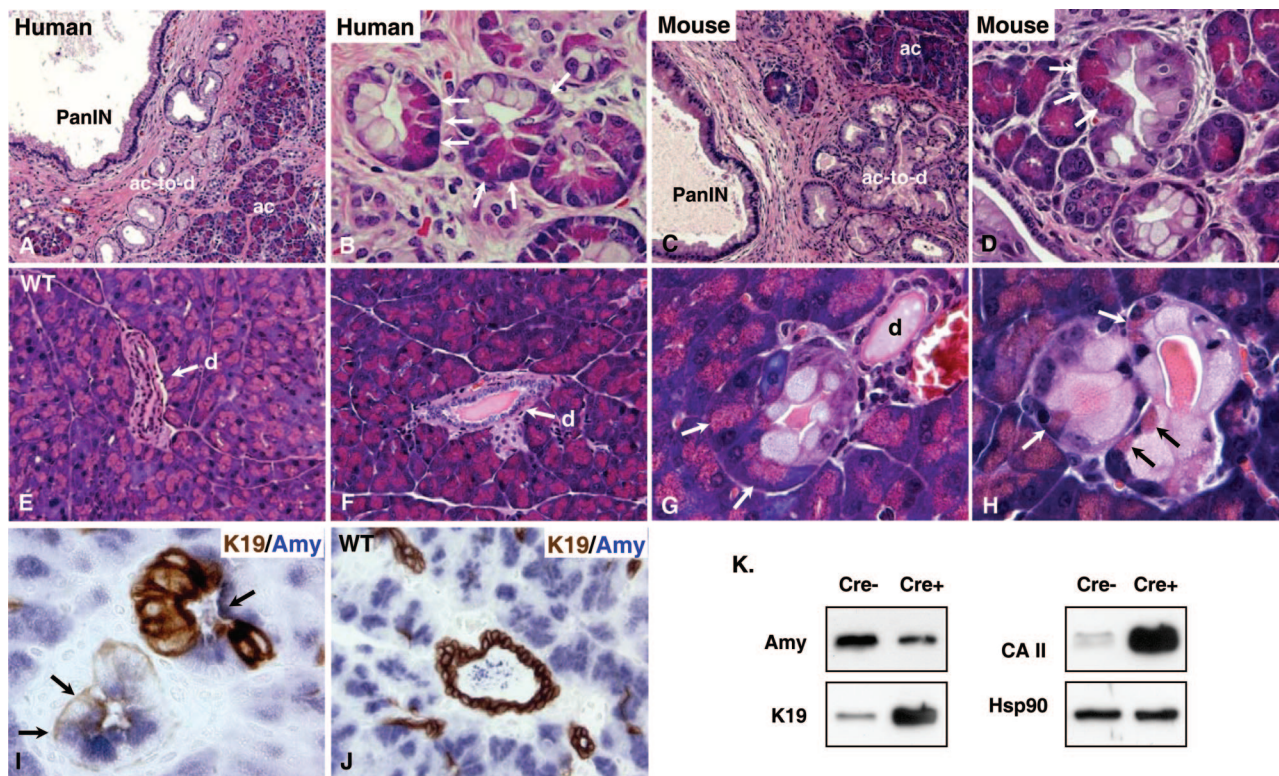 Human
PanIN
ac-to-d
ac
A
Human
B
Mouse
ac
ac-to-d
PanIN
C
Mouse
D
WT
d
E
d
F
d
G
H
K19/Amy
I
WT
K19/Amy
J
K.
Cre- Cre+
Amy
K19
Cre- Cre+
CA II
Hsp90